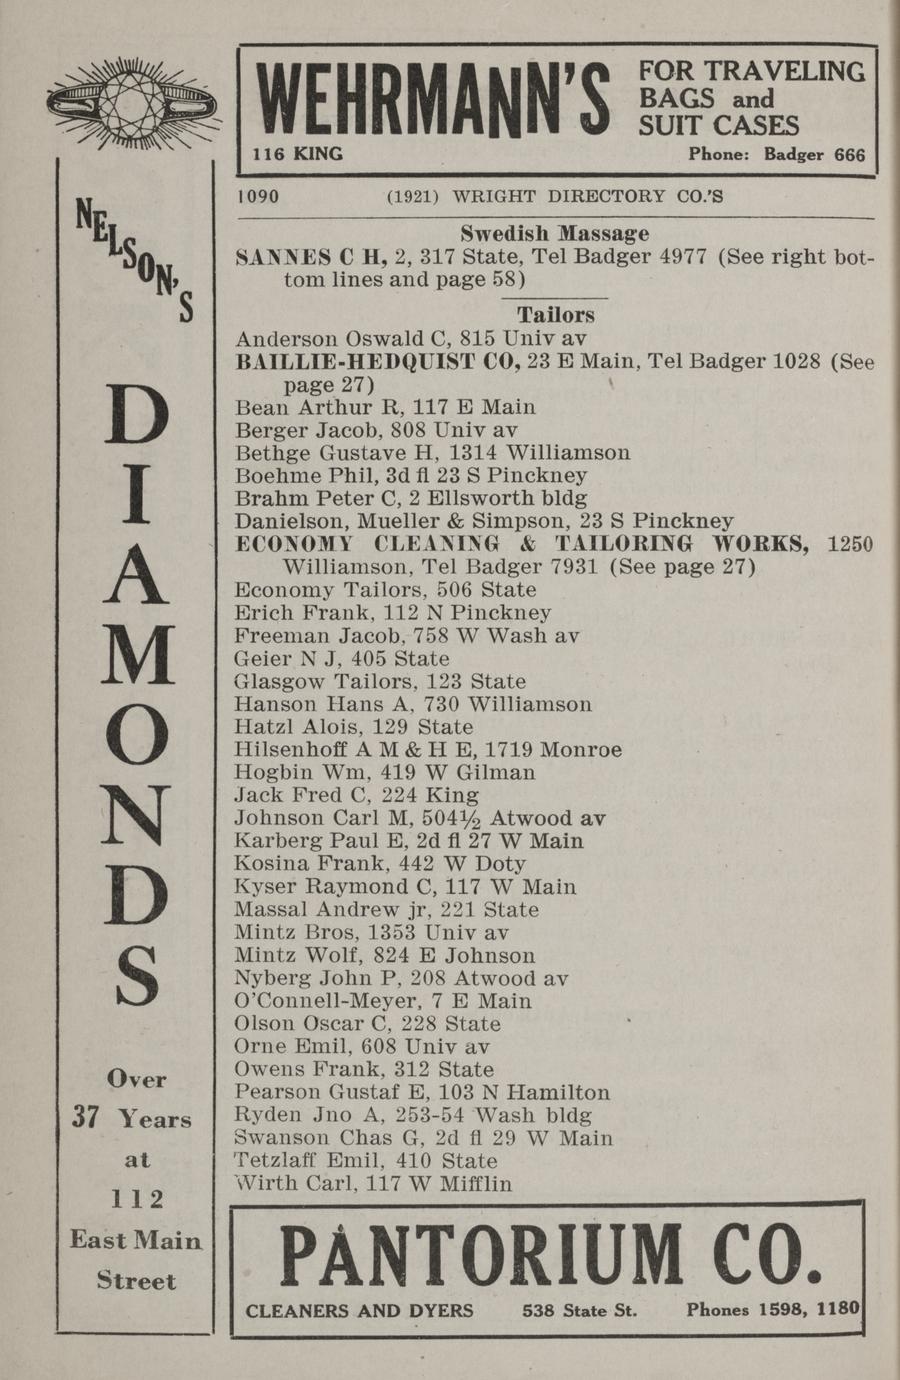 WEHRMANN'S
FOR TRAVELING
BAGS and
SUIT CASES
116 KING
Phone: Badger 666
1090 (1921) WRIGHT DIRECTORY CO.'S
Swedish Massage
SANNES C H, 2, 317 State, Tel Badger 4977 (See right bot-
tom lines and page 58)
Tailors
Anderson Oswald C, 815 Univ av
BAILLIE-HEDQUIST CO, 23 E Main, Tel Badger 1028 (See
page 27)
Bean Arthur R, 117 E Main
Berger Jacob, 808 Univ av
Bethge Gustave H, 1314 Williamson
Boehme Phil, 3d fl 23 S Pinckney
Brahm Peter C, 2 Ellsworth bldg
Danielson, Mueller & Simpson, 23 S Pinckney
ECONOMY CLEANING & TAILORING WORKS, 1250
Williamson, Tel Badger 7931 (See page 27)
Economy Tailors, 506 State
Erich Frank, 112 N Pinckney
Freeman Jacob, 758 W Wash av
Geier N J, 405 State
Glasgow Tailors, 123 State
Hanson Hans A, 730 Williamson
Hatzl Alois, 129 State
Hilsenhoff A M & H E, 1719 Monroe
Hogbin Wm, 419 W Gilman
Jack Fred C, 224 King
Johnson Carl M, 504½ Atwood av
Karberg Paul E, 2d fl 27 W Main
Kosina Frank, 442 W Doty
Kyser Raymond C, 117 W Main
Massal Andrew jr, 221 State
Mintz Bros, 1353 Univ av
Mintz Wolf, 824 E Johnson
Nyberg John P, 208 Atwood av
O'Connell-Meyer, 7 E Main
Olson Oscar C, 228 State
Orne Emil, 608 Univ av
Owens Frank, 312 State
Pearson Gustaf E, 103 N Hamilton
Ryden Jno A, 253-54 Wash bldg
Swanson Chas G, 2d fl 29 W Main
Tetzlaff Emil, 410 State
Wirth Carl, 117 W Mifflin
NELSON'S
DIAMONDS
Over
37 Years
at
112
East Main
Street
PANTORIUM CO.
CLEANERS AND DYERS 538 State St. Phones 1598, 1180